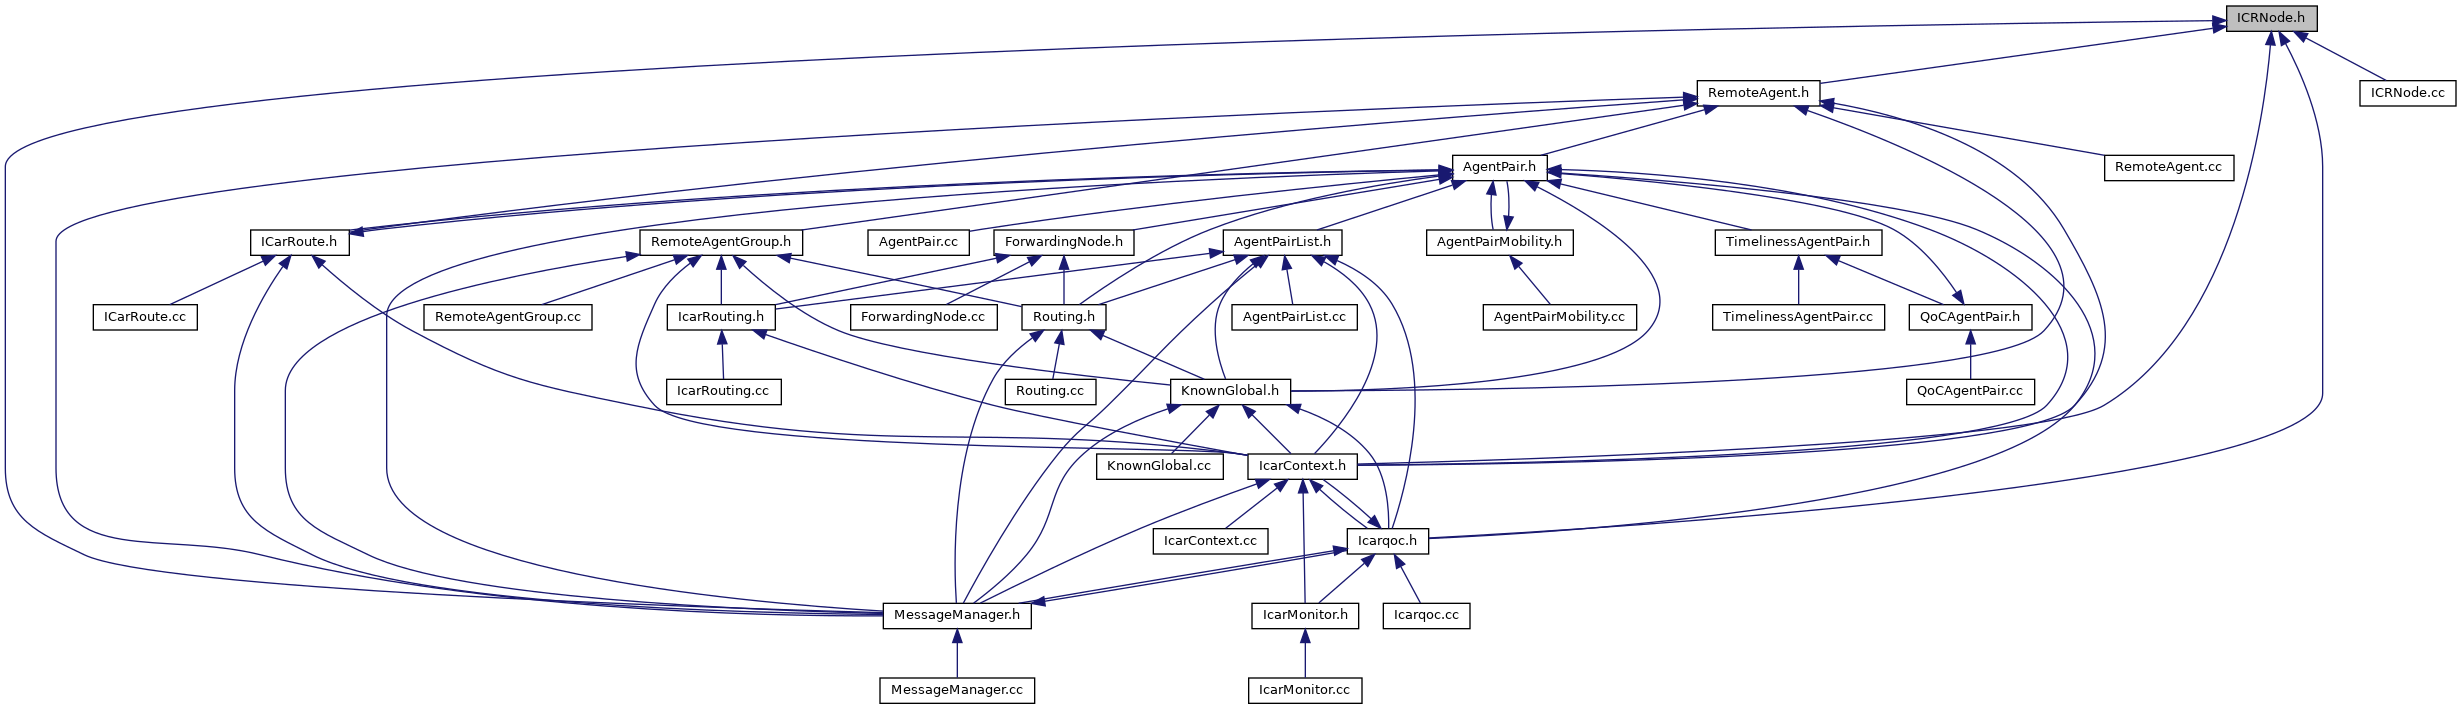 ICRNode.h
RemoteAgent.h
ICRNode.cc
AgentPair.h
RemoteAgent.cc
ICarRoute.h
RemoteAgentGroup.h
AgentPair.cc
ForwardingNode.h
AgentPairList.h
AgentPairMobility.h
TimelinessAgentPair.h
ICarRoute.cc
RemoteAgentGroup.cc
IcarRouting.h
ForwardingNode.cc
Routing.h
AgentPairList.cc
AgentPairMobility.cc
TimelinessAgentPair.cc
QoCAgentPair.h
IcarRouting.cc
Routing.cc
KnownGlobal.h
QoCAgentPair.cc
KnownGlobal.cc
IcarContext.h
IcarContext.cc
Icarqoc.h
MessageManager.h
IcarMonitor.h
Icarqoc.cc
MessageManager.cc
IcarMonitor.cc